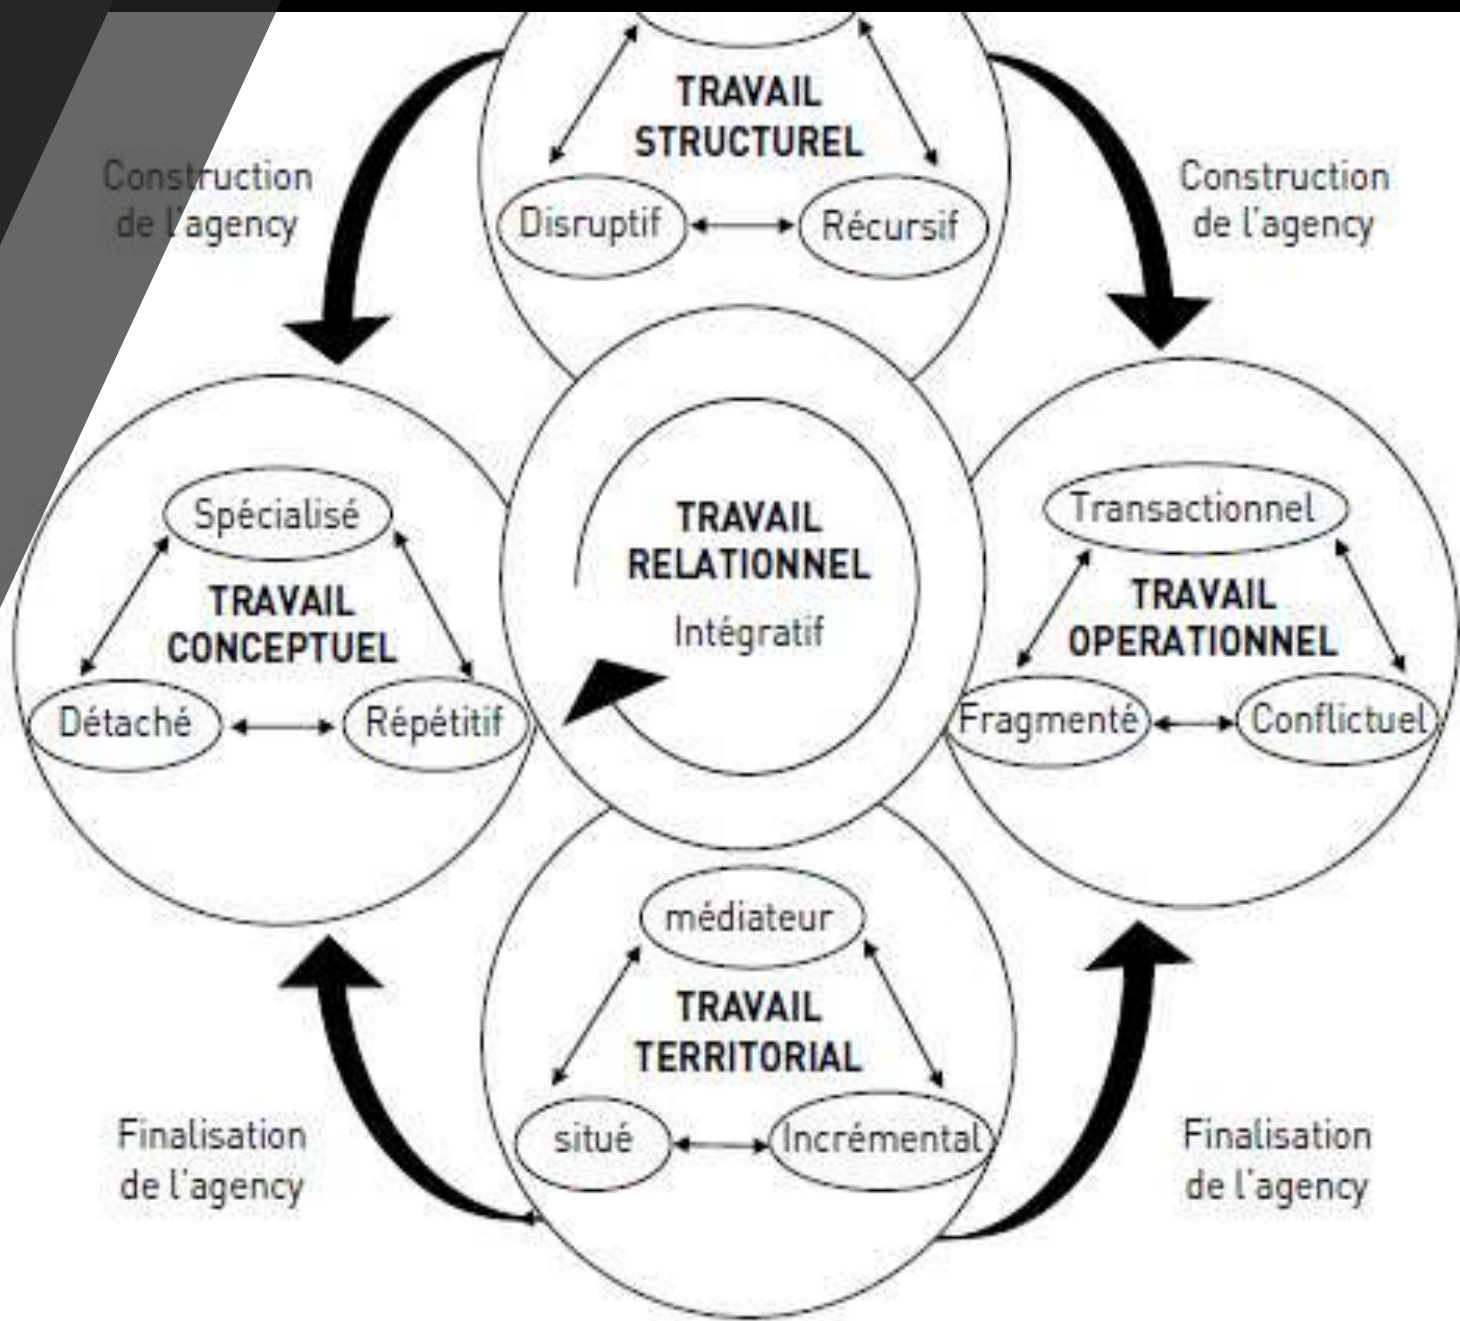 TRAVAIL
STRUCTUREL
Disruptif
Récursif
Construction
de l'agency
Construction
de l'agency
Spécialisé
TRAVAIL
CONCEPTUEL
Détaché
Répétitif
TRAVAIL
RELATIONNEL
Intégratif
Transactionnel
TRAVAIL
OPERATIONNEL
Fragmenté
Conflictuel
médiateur
TRAVAIL
TERRITORIAL
situé
Incrémental
Finalisation
de l'agency
Finalisation
de l'agency